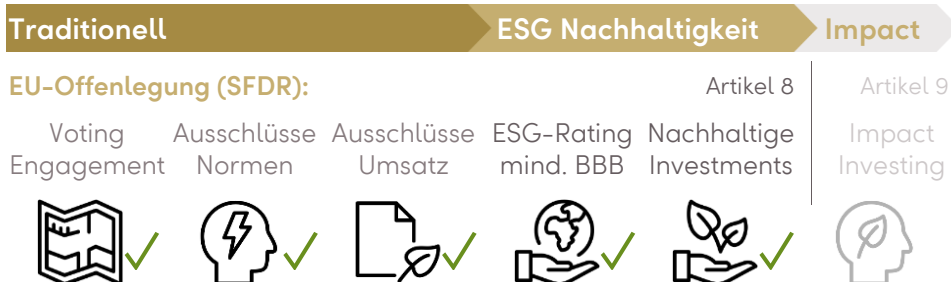 Traditionell ESG Nachhaltigkeit Impact
EU-Offenlegung (SFDR): Artikel 8 Artikel 9
Voting Ausschlüsse Ausschlüsse ESG-Rating Nachhaltige Impact
Engagement Normen Umsatz mind. BBB Investments Investing